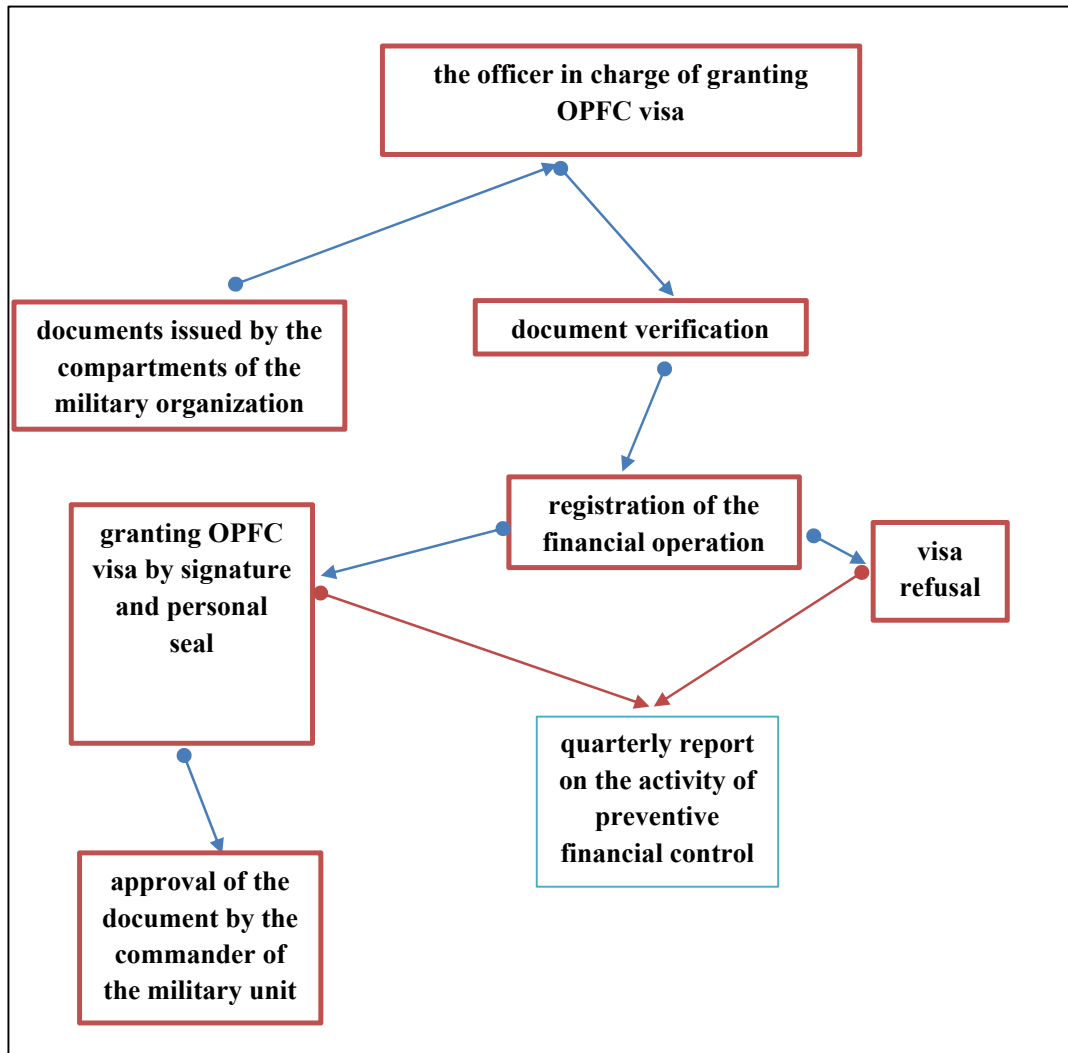 the officer in charge of granting
OPFC visa
documents issued by the
compartments of the
military organization
document verification
registration of the
financial operation
granting OPFC
visa by signature
and personal
seal
visa
refusal
quarterly report
on the activity of
preventive
financial control
approval of the
document by the
commander of
the military unit